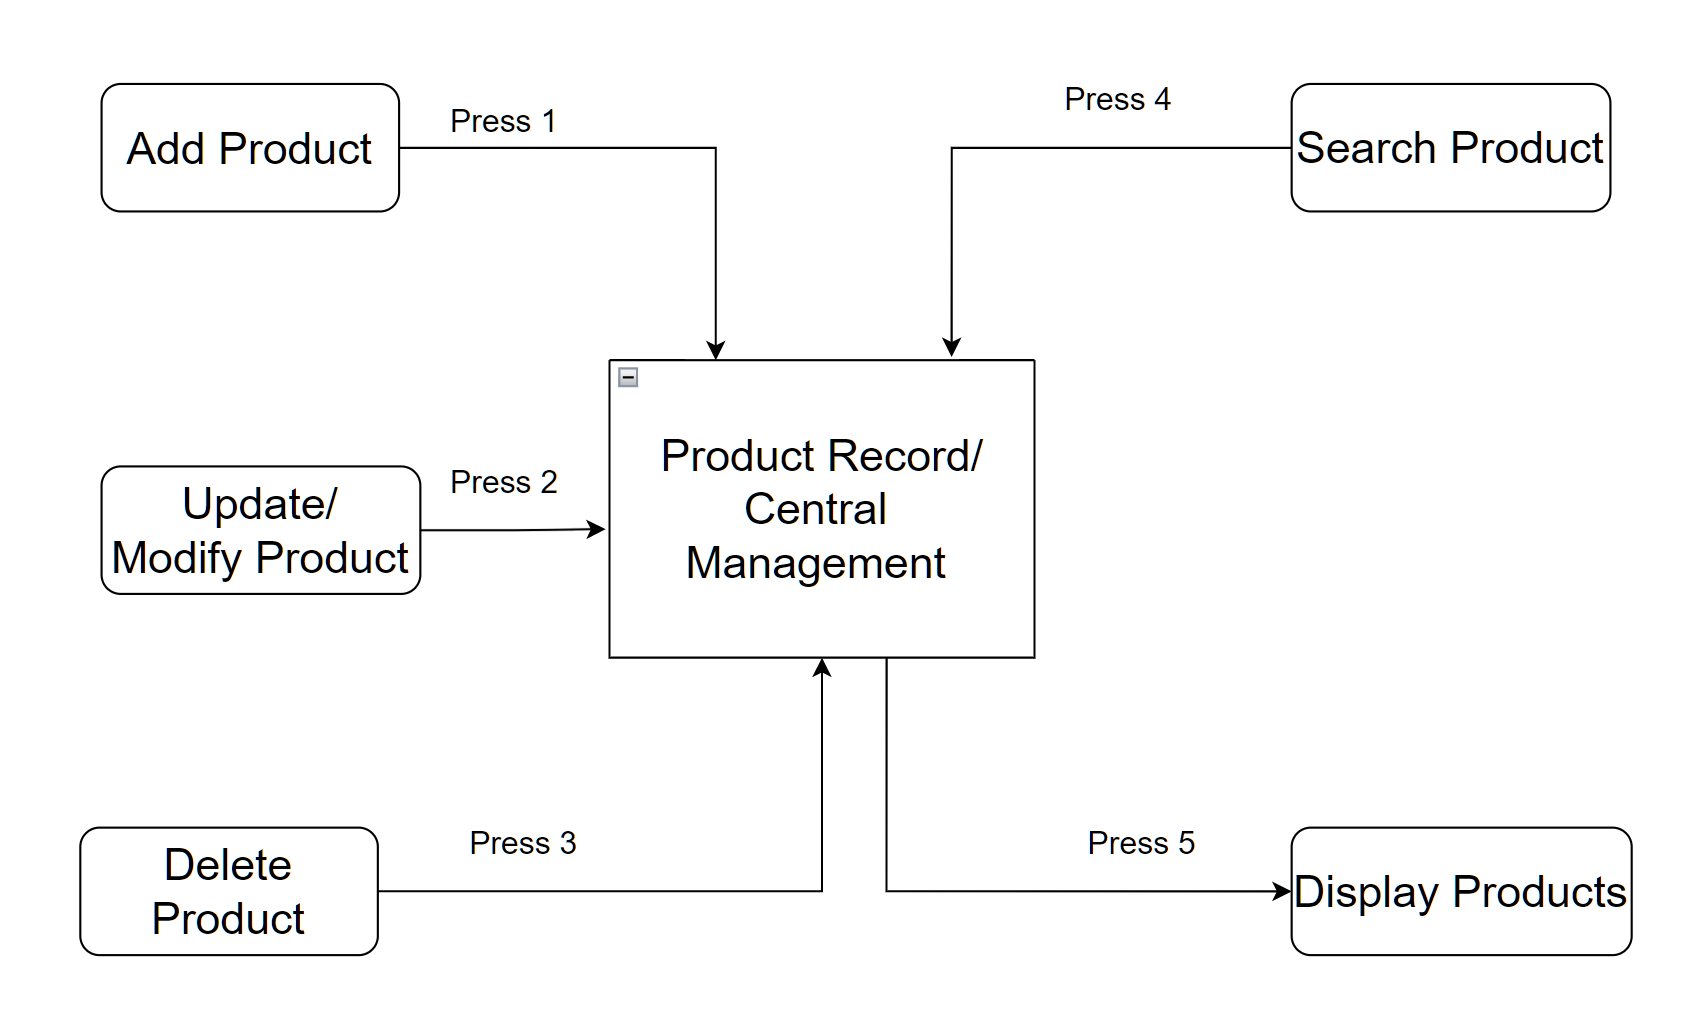 Add Product
Press 1
Press 4
Search Product
Update/
Modify Product
Press 2
Product Record/
Central
Management
Delete
Product
Press 3
Press 5
Display Products